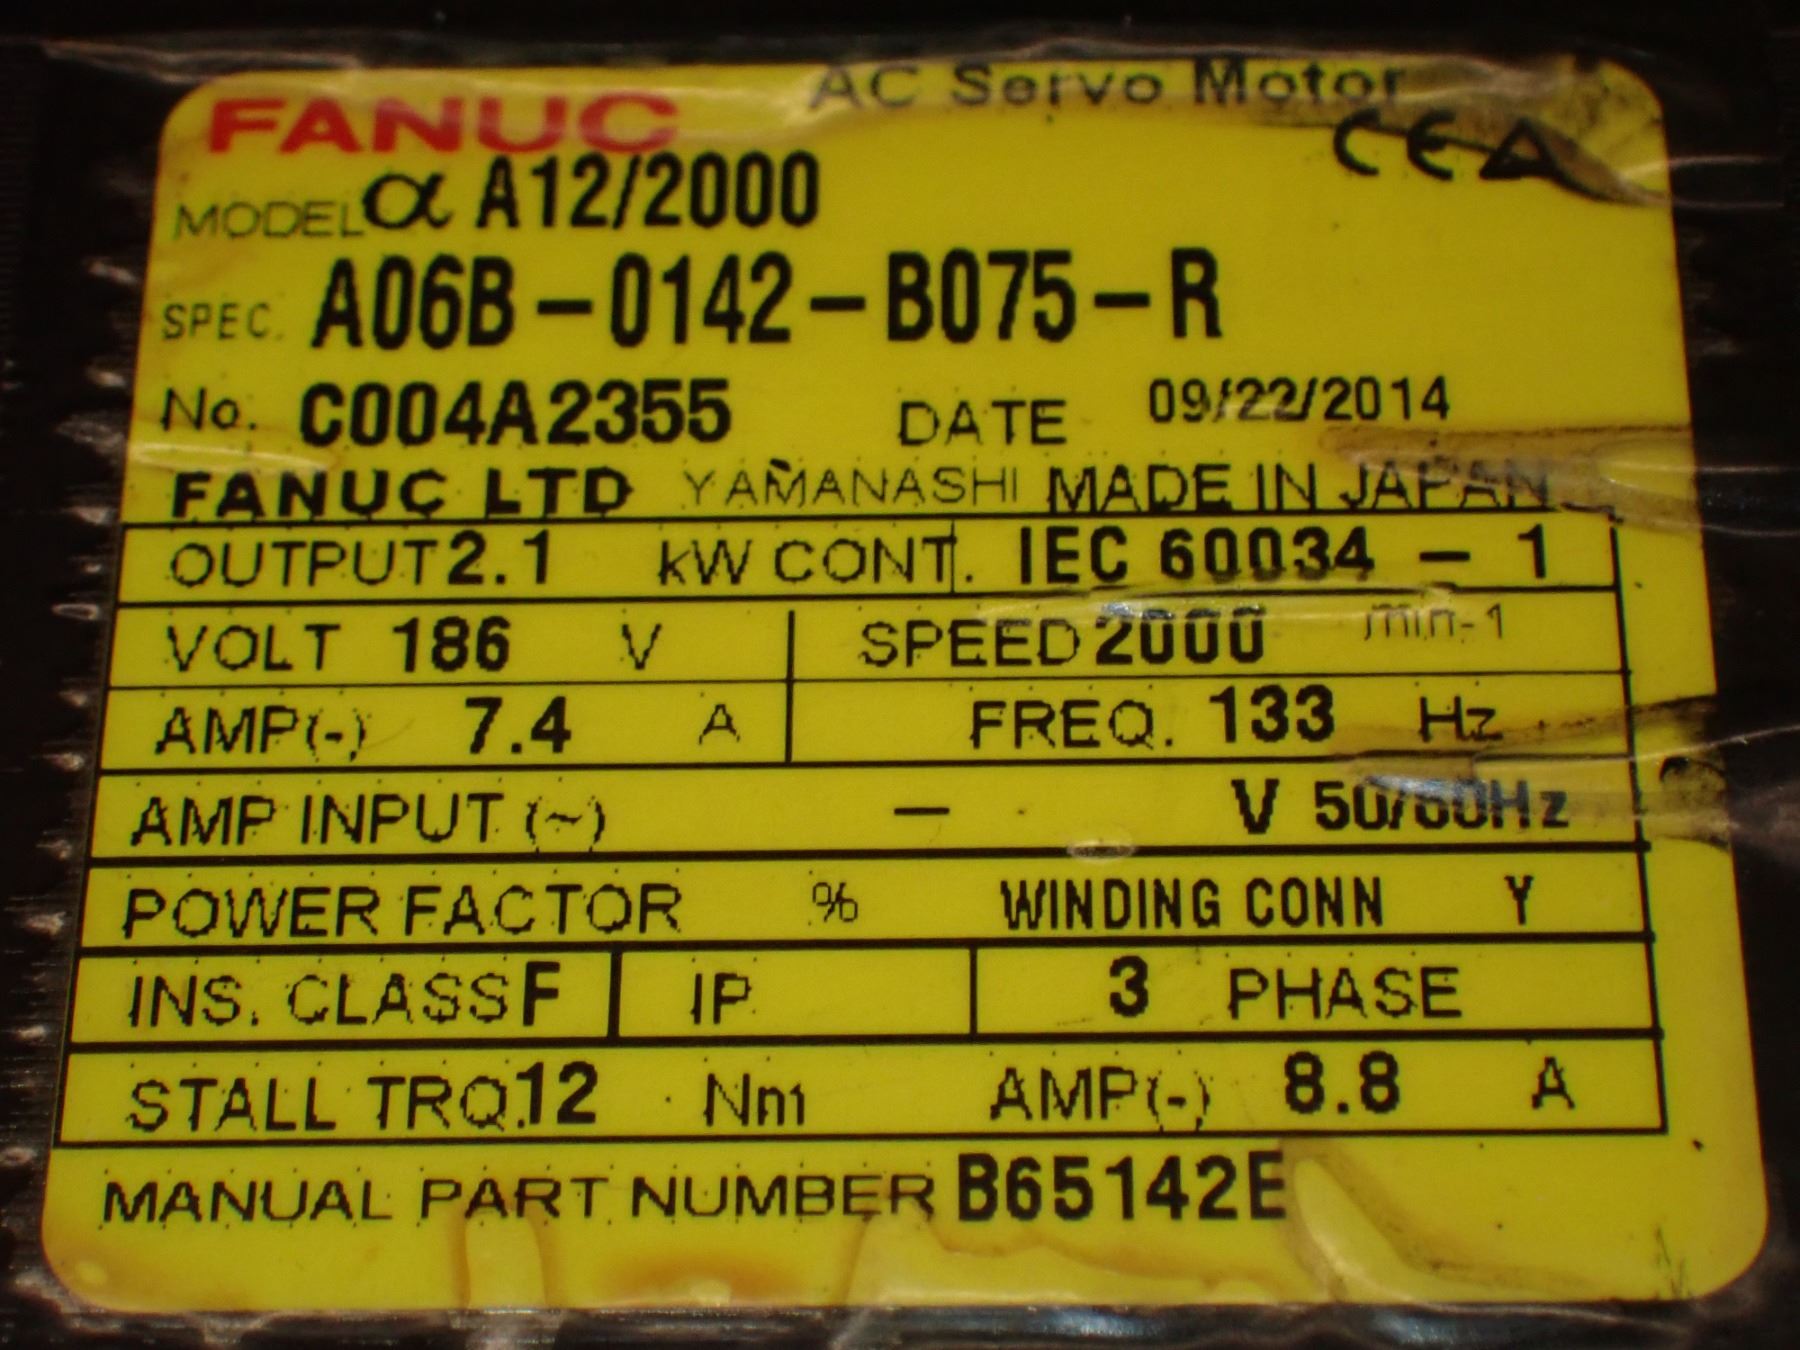 FANUC AC Servo Motor
CE
MODEL α A12/2000
SPEC. A06B-0142-B075-R
No. C004A2355 DATE 09/22/2014
FANUC LTD YAMANASHI MADE IN JAPAN
OUTPUT 2.1 kW CONT. IEC 60034-1
VOLT 186 V SPEED 2000 min-1
AMP(~) 7.4 A FREQ. 133 Hz
AMP INPUT (~) - V 50/60Hz
POWER FACTOR % WINDING CONN Y
INS. CLASS F IP 3 PHASE
STALL TRQ. 12 Nm AMP(~) 8.8 A
MANUAL PART NUMBER B65142E